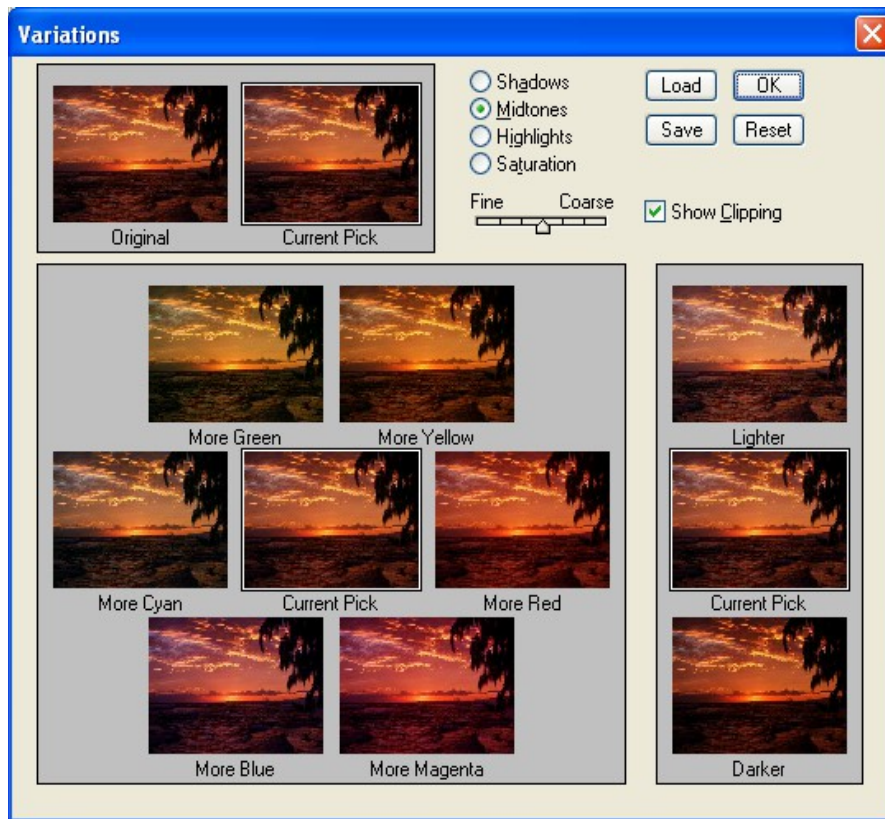 Variations
Original
Current Pick
Shadows
Midtones
Highlights
Saturation
Fine Coarse
Load
OK
Save
Reset
Show Clipping
More Green
More Yellow
More Cyan
Current Pick
More Red
More Blue
More Magenta
Lighter
Current Pick
Darker